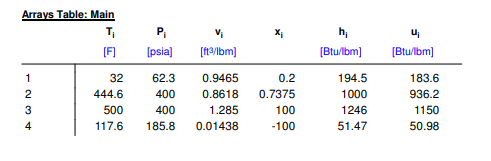 Arrays Table: Main
Ti Pi vi xi hi ui
[F] [psia] [ft³/lbm] [Btu/lbm] [Btu/lbm]
1 32 62.3 0.9465 0.2 194.5 183.6
2 444.6 400 0.8618 0.7375 1000 936.2
3 500 400 1.285 100 1246 1150
4 117.6 185.8 0.01438 -100 51.47 50.98